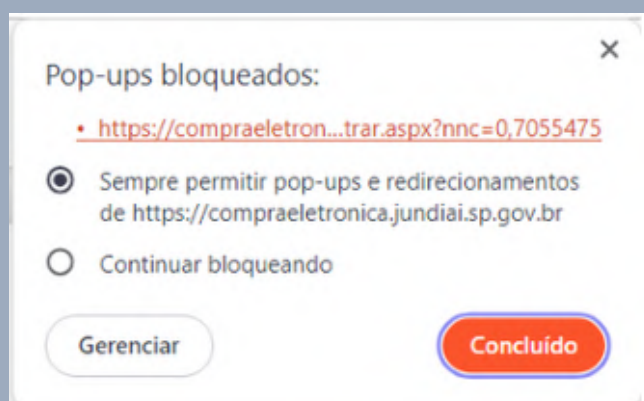 Pop-ups bloqueados:
• https://compraeletron...trar.aspx?nnc=0,7055475
Sempre permitir pop-ups e redirecionamentos
de https://compraeletronica.jundiai.sp.gov.br
Continuar bloqueando
Gerenciar
Concluído